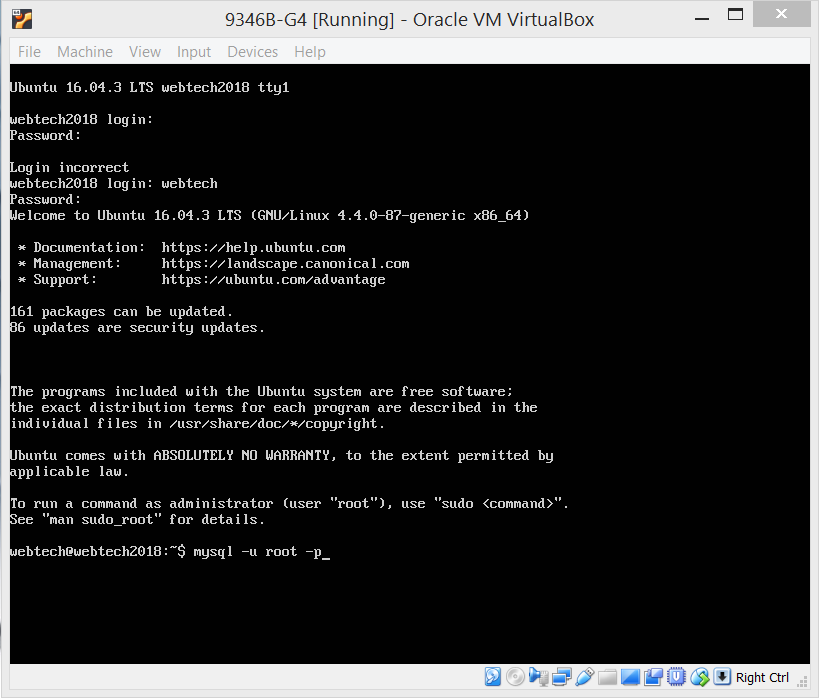 9346B-G4 [Running] - Oracle VM VirtualBox
File Machine View Input Devices Help
Ubuntu 16.04.3 LTS webtech2018 tty1
webtech2018 login:
Password:
Login incorrect
webtech2018 login: webtech
Password:
Welcome to Ubuntu 16.04.3 LTS (GNU/Linux 4.4.0-87-generic x86_64)
* Documentation: https://help.ubuntu.com
* Management: https://landscape.canonical.com
* Support: https://ubuntu.com/advantage
161 packages can be updated.
86 updates are security updates.
The programs included with the Ubuntu system are free software;
the exact distribution terms for each program are described in the
individual files in /usr/share/doc/*/copyright.
Ubuntu comes with ABSOLUTELY NO WARRANTY, to the extent permitted by
applicable law.
To run a command as administrator (user "root"), use "sudo <command>".
See "man sudo_root" for details.
webtech@webtech2018:~$ mysql -u root -p_
Right Ctrl